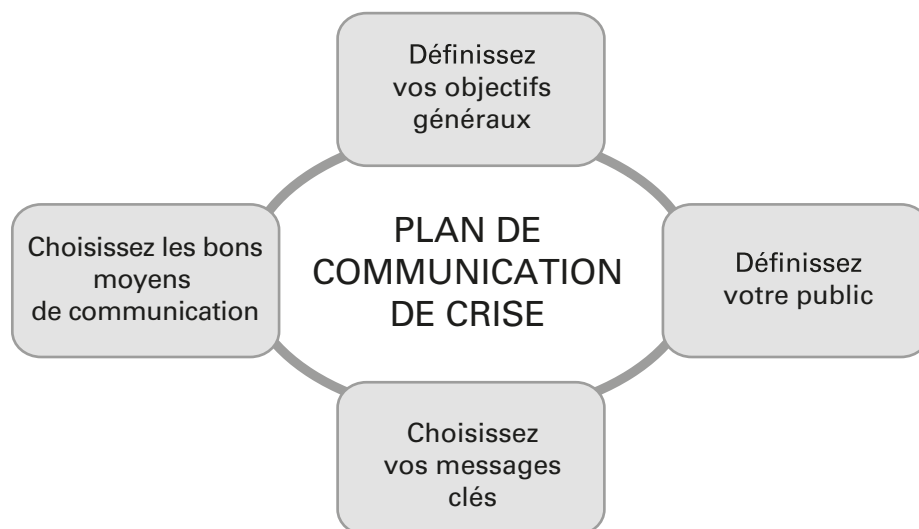 Définissez
vos objectifs
généraux
PLAN DE
COMMUNICATION
DE CRISE
Définissez
votre public
Choisissez
vos messages
clés
Choisissez les bons
moyens
de communication